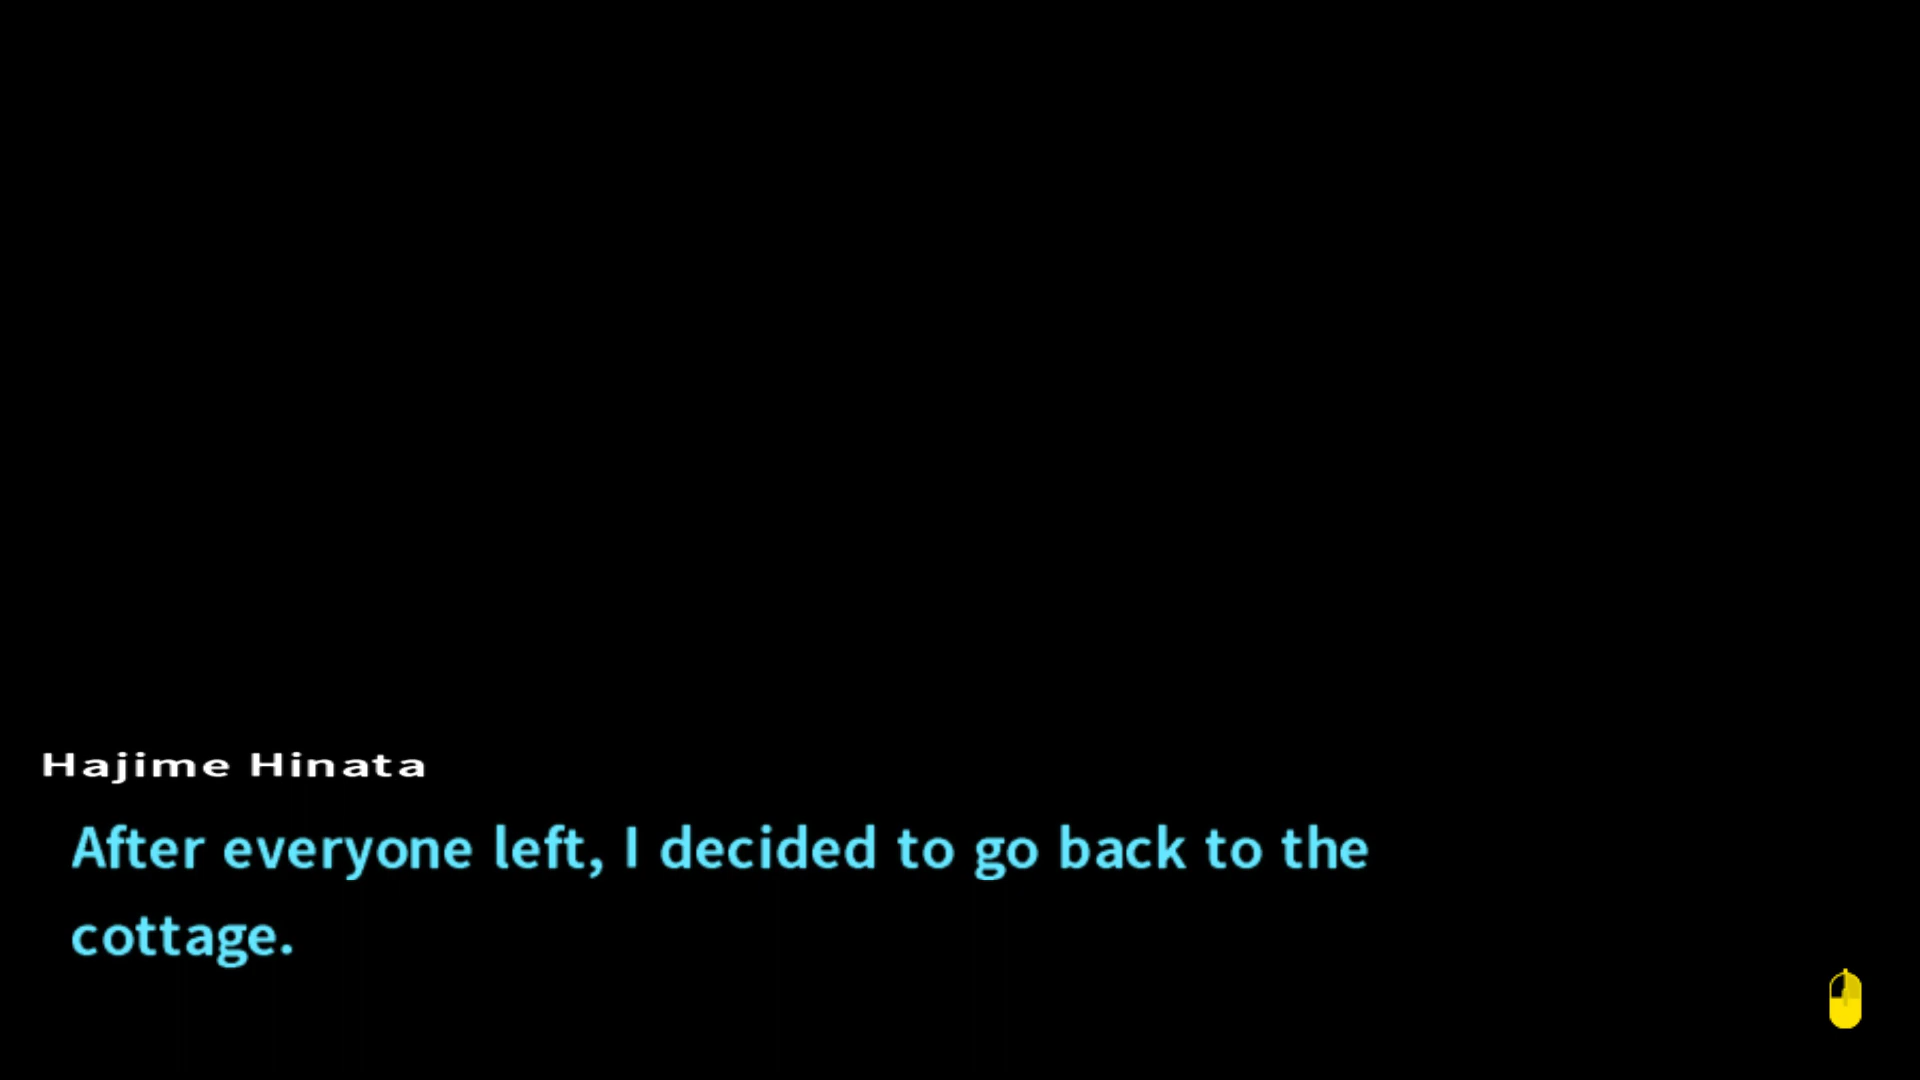 Hajime Hinata
After everyone left, I decided to go back to the
cottage.